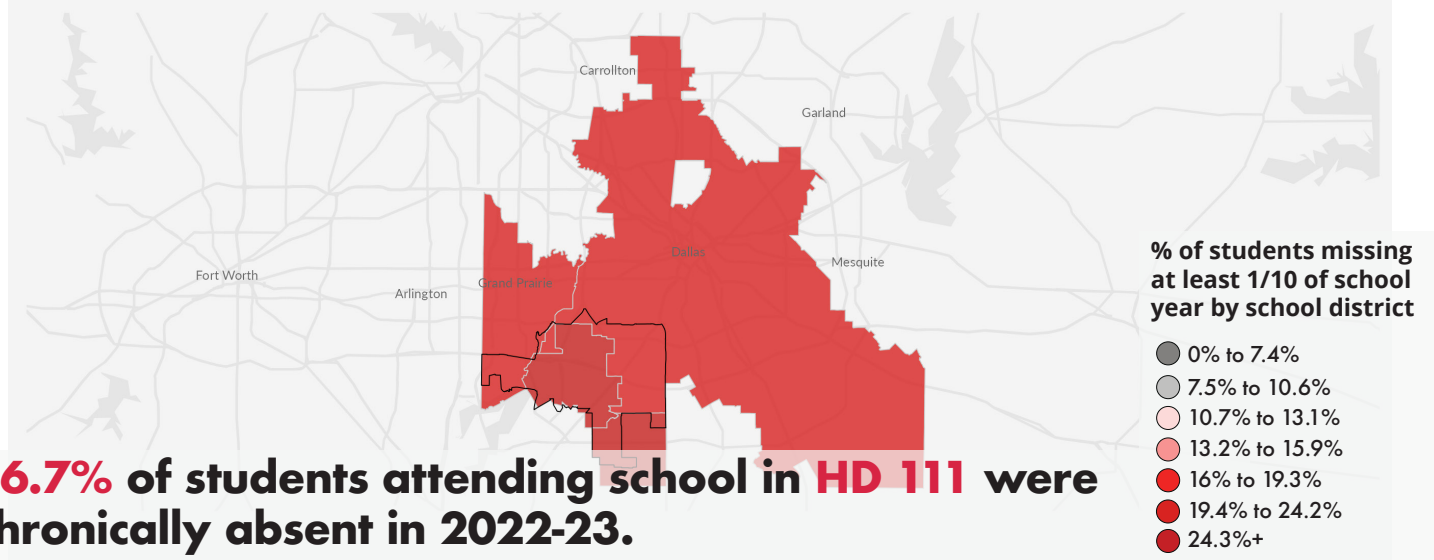 Carrollton
Garland
Dallas
Mesquite
Fort Worth
Arlington
Grand Prairie
% of students missing
at least 1/10 of school
year by school district
0% to 7.4%
7.5% to 10.6%
10.7% to 13.1%
13.2% to 15.9%
16% to 19.3%
19.4% to 24.2%
24.3%+
6.7% of students attending school in HD 111 were
hronically absent in 2022-23.